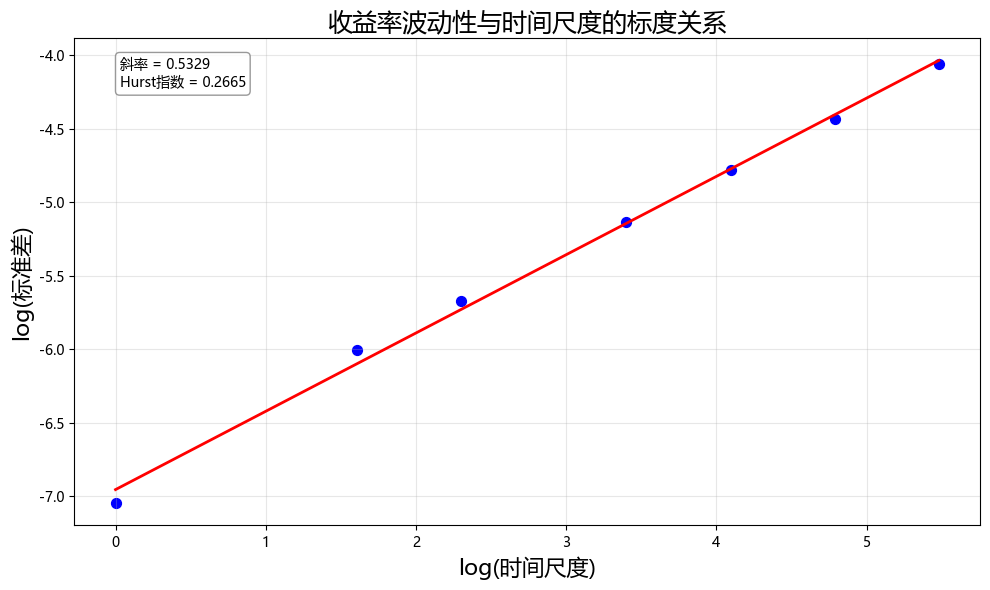 收益率波动性与时间尺度的标度关系
斜率 = 0.5329
Hurst指数 = 0.2665
log(标准差)
-4.0
-4.5
-5.0
-5.5
-6.0
-6.5
-7.0
0 1 2 3 4 5
log(时间尺度)